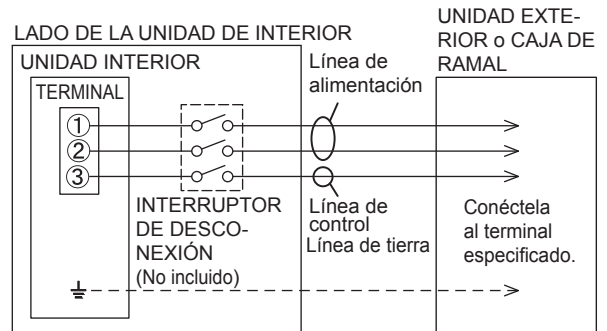 LADO DE LA UNIDAD DE INTERIOR
UNIDAD INTERIOR
TERMINAL
①
②
③
INTERRUPTOR
DE DESCO-
NEXIÓN
(No incluido)
Línea de
alimentación
Línea de
control
Línea de tierra
UNIDAD EXTE-
RIOR o CAJA DE
RAMAL
Conéctela
al terminal
especificado.